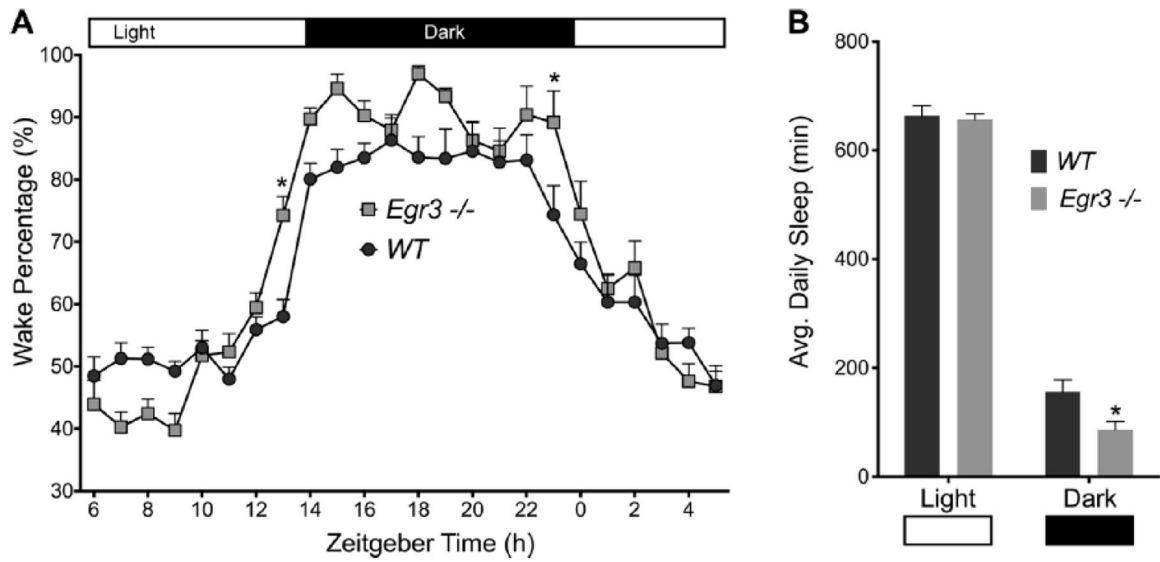 A
B
Light
Dark
100
90
80
70
60
50
40
30
Wake Percentage (%)
*
*
Egr3 -/-
WT
6 8 10 12 14 16 18 20 22 0 2 4
Zeitgeber Time (h)
800
600
400
200
0
Avg. Daily Sleep (min)
WT
Egr3 -/-
*
Light Dark